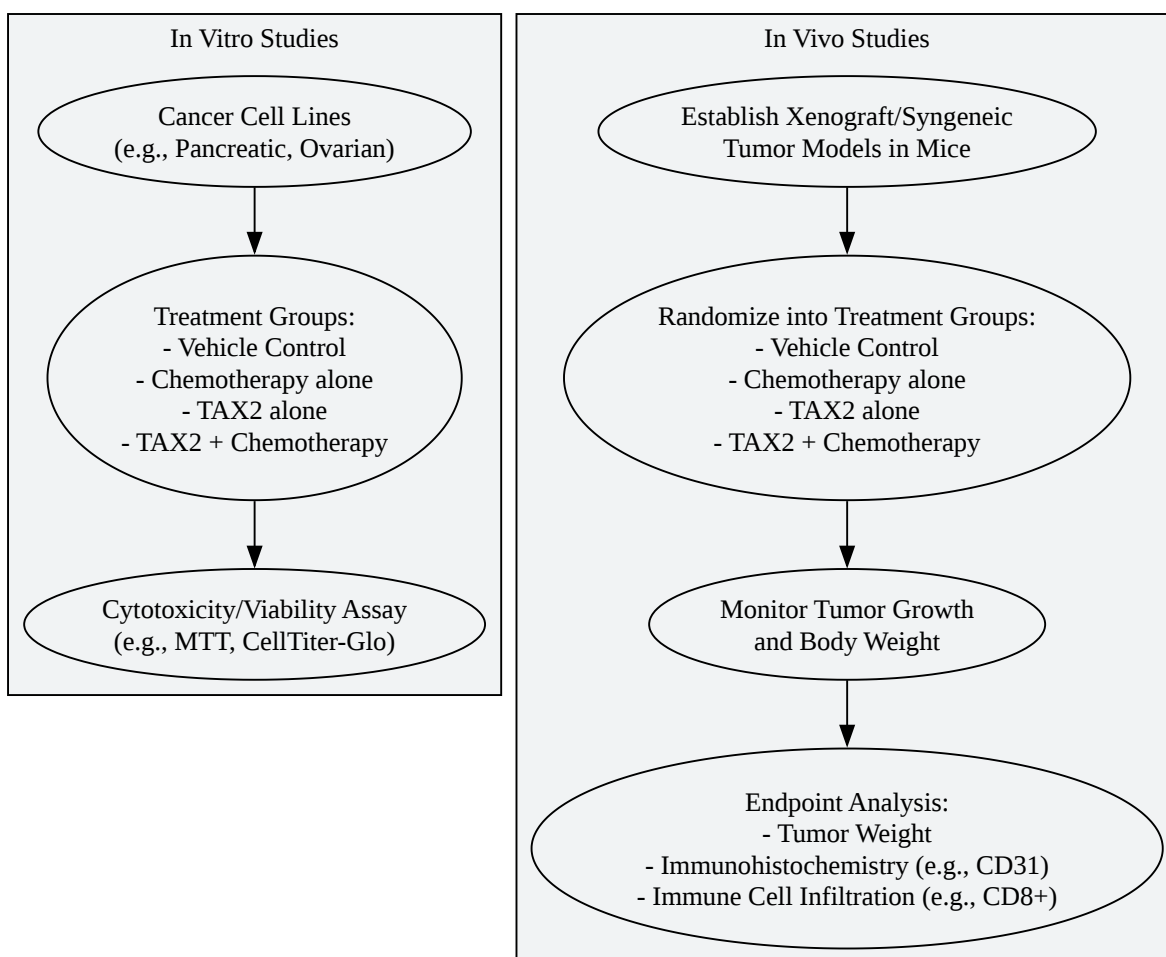 In Vitro Studies
Cancer Cell Lines
(e.g., Pancreatic, Ovarian)
Treatment Groups:
- Vehicle Control
- Chemotherapy alone
- TAX2 alone
- TAX2 + Chemotherapy
Cytotoxicity/Viability Assay
(e.g., MTT, CellTiter-Glo)
In Vivo Studies
Establish Xenograft/Syngeneic
Tumor Models in Mice
Randomize into Treatment Groups:
- Vehicle Control
- Chemotherapy alone
- TAX2 alone
- TAX2 + Chemotherapy
Monitor Tumor Growth
and Body Weight
Endpoint Analysis:
- Tumor Weight
- Immunohistochemistry (e.g., CD31)
- Immune Cell Infiltration (e.g., CD8+)